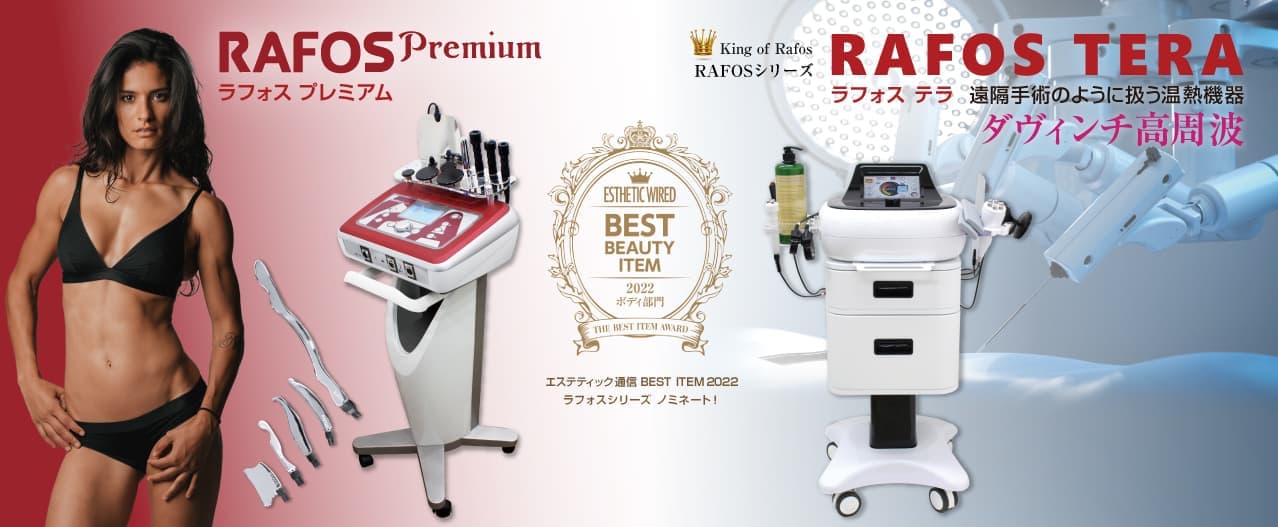 RAFOS Premium
ラフォス プレミアム
King of Rafos
RAFOSシリーズ
RAFOS TERA
ラフォス テラ 遠隔手術のように扱う温熱機器
ダヴィンチ高周波
ESTHETIC WIRED
BEST
BEAUTY
ITEM
2022
ボディ部門
THE BEST ITEM AWARD
エステティック通信 BEST ITEM 2022
ラフォスシリーズ ノミネート!